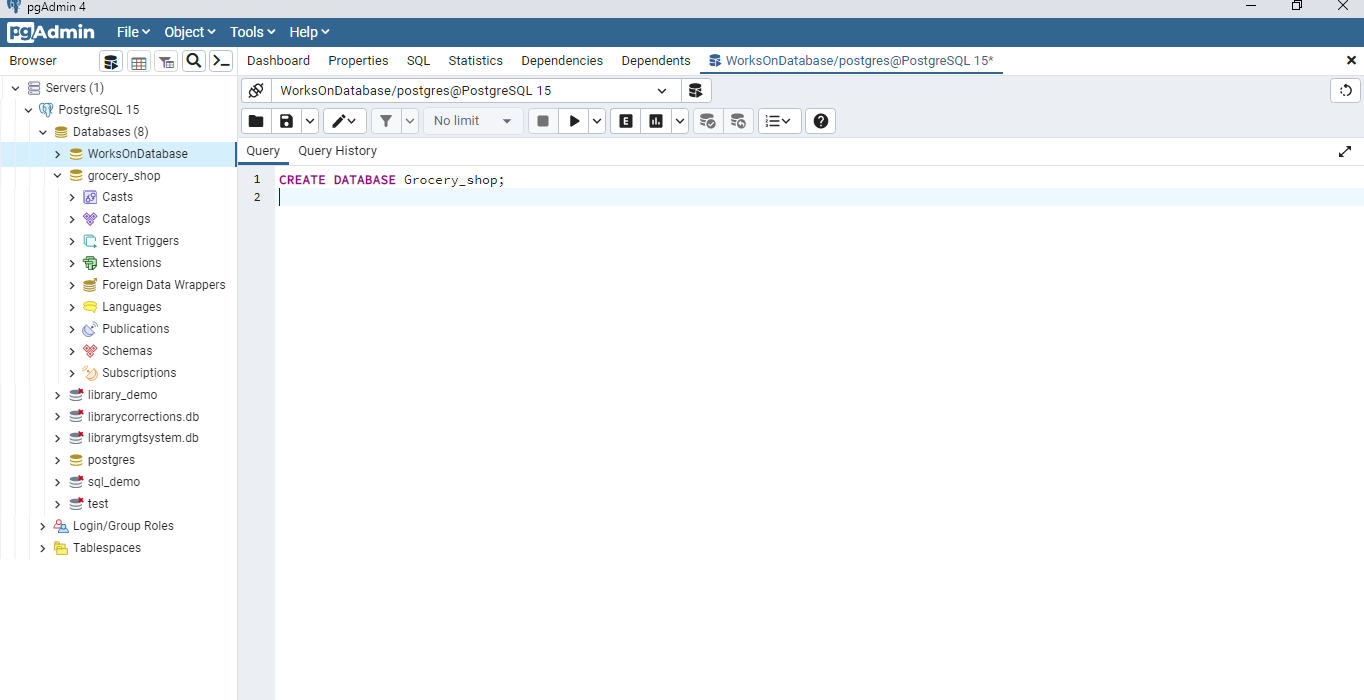 pgAdmin 4
pgAdmin File Object Tools Help
Browser
Dashboard Properties SQL Statistics Dependencies Dependents WorksOnDatabase/postgres@PostgreSQL 15*
Servers (1)
PostgreSQL 15
Databases (8)
WorksOnDatabase
grocery_shop
Casts
Catalogs
Event Triggers
Extensions
Foreign Data Wrappers
Languages
Publications
Schemas
Subscriptions
library_demo
librarycorrections.db
librarymgtsystem.db
postgres
sql_demo
test
Login/Group Roles
Tablespaces
WorksOnDatabase/postgres@PostgreSQL 15
No limit
E
Query Query History
1 CREATE DATABASE Grocery_shop;
2